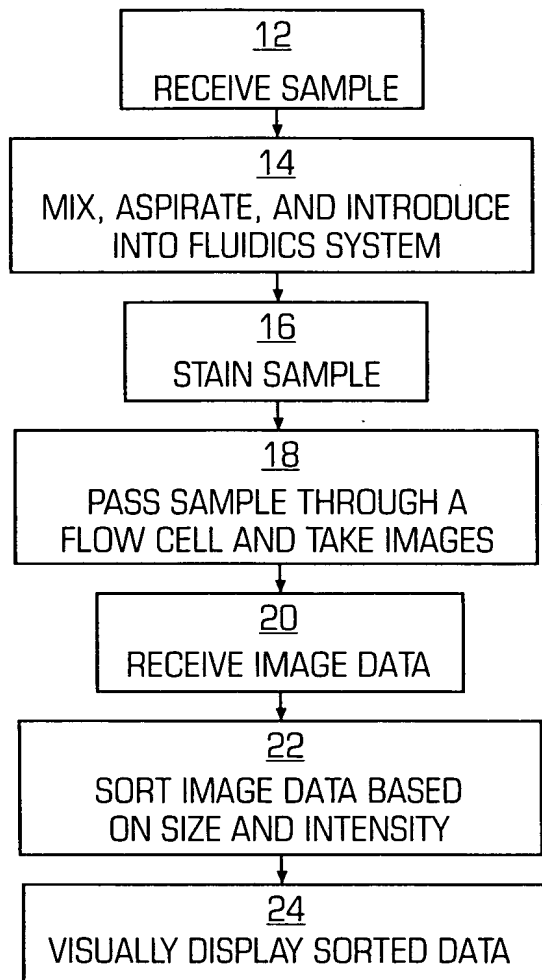 12
RECEIVE SAMPLE
14
MIX, ASPIRATE, AND INTRODUCE
INTO FLUIDICS SYSTEM
16
STAIN SAMPLE
18
PASS SAMPLE THROUGH A
FLOW CELL AND TAKE IMAGES
20
RECEIVE IMAGE DATA
22
SORT IMAGE DATA BASED
ON SIZE AND INTENSITY
24
VISUALLY DISPLAY SORTED DATA